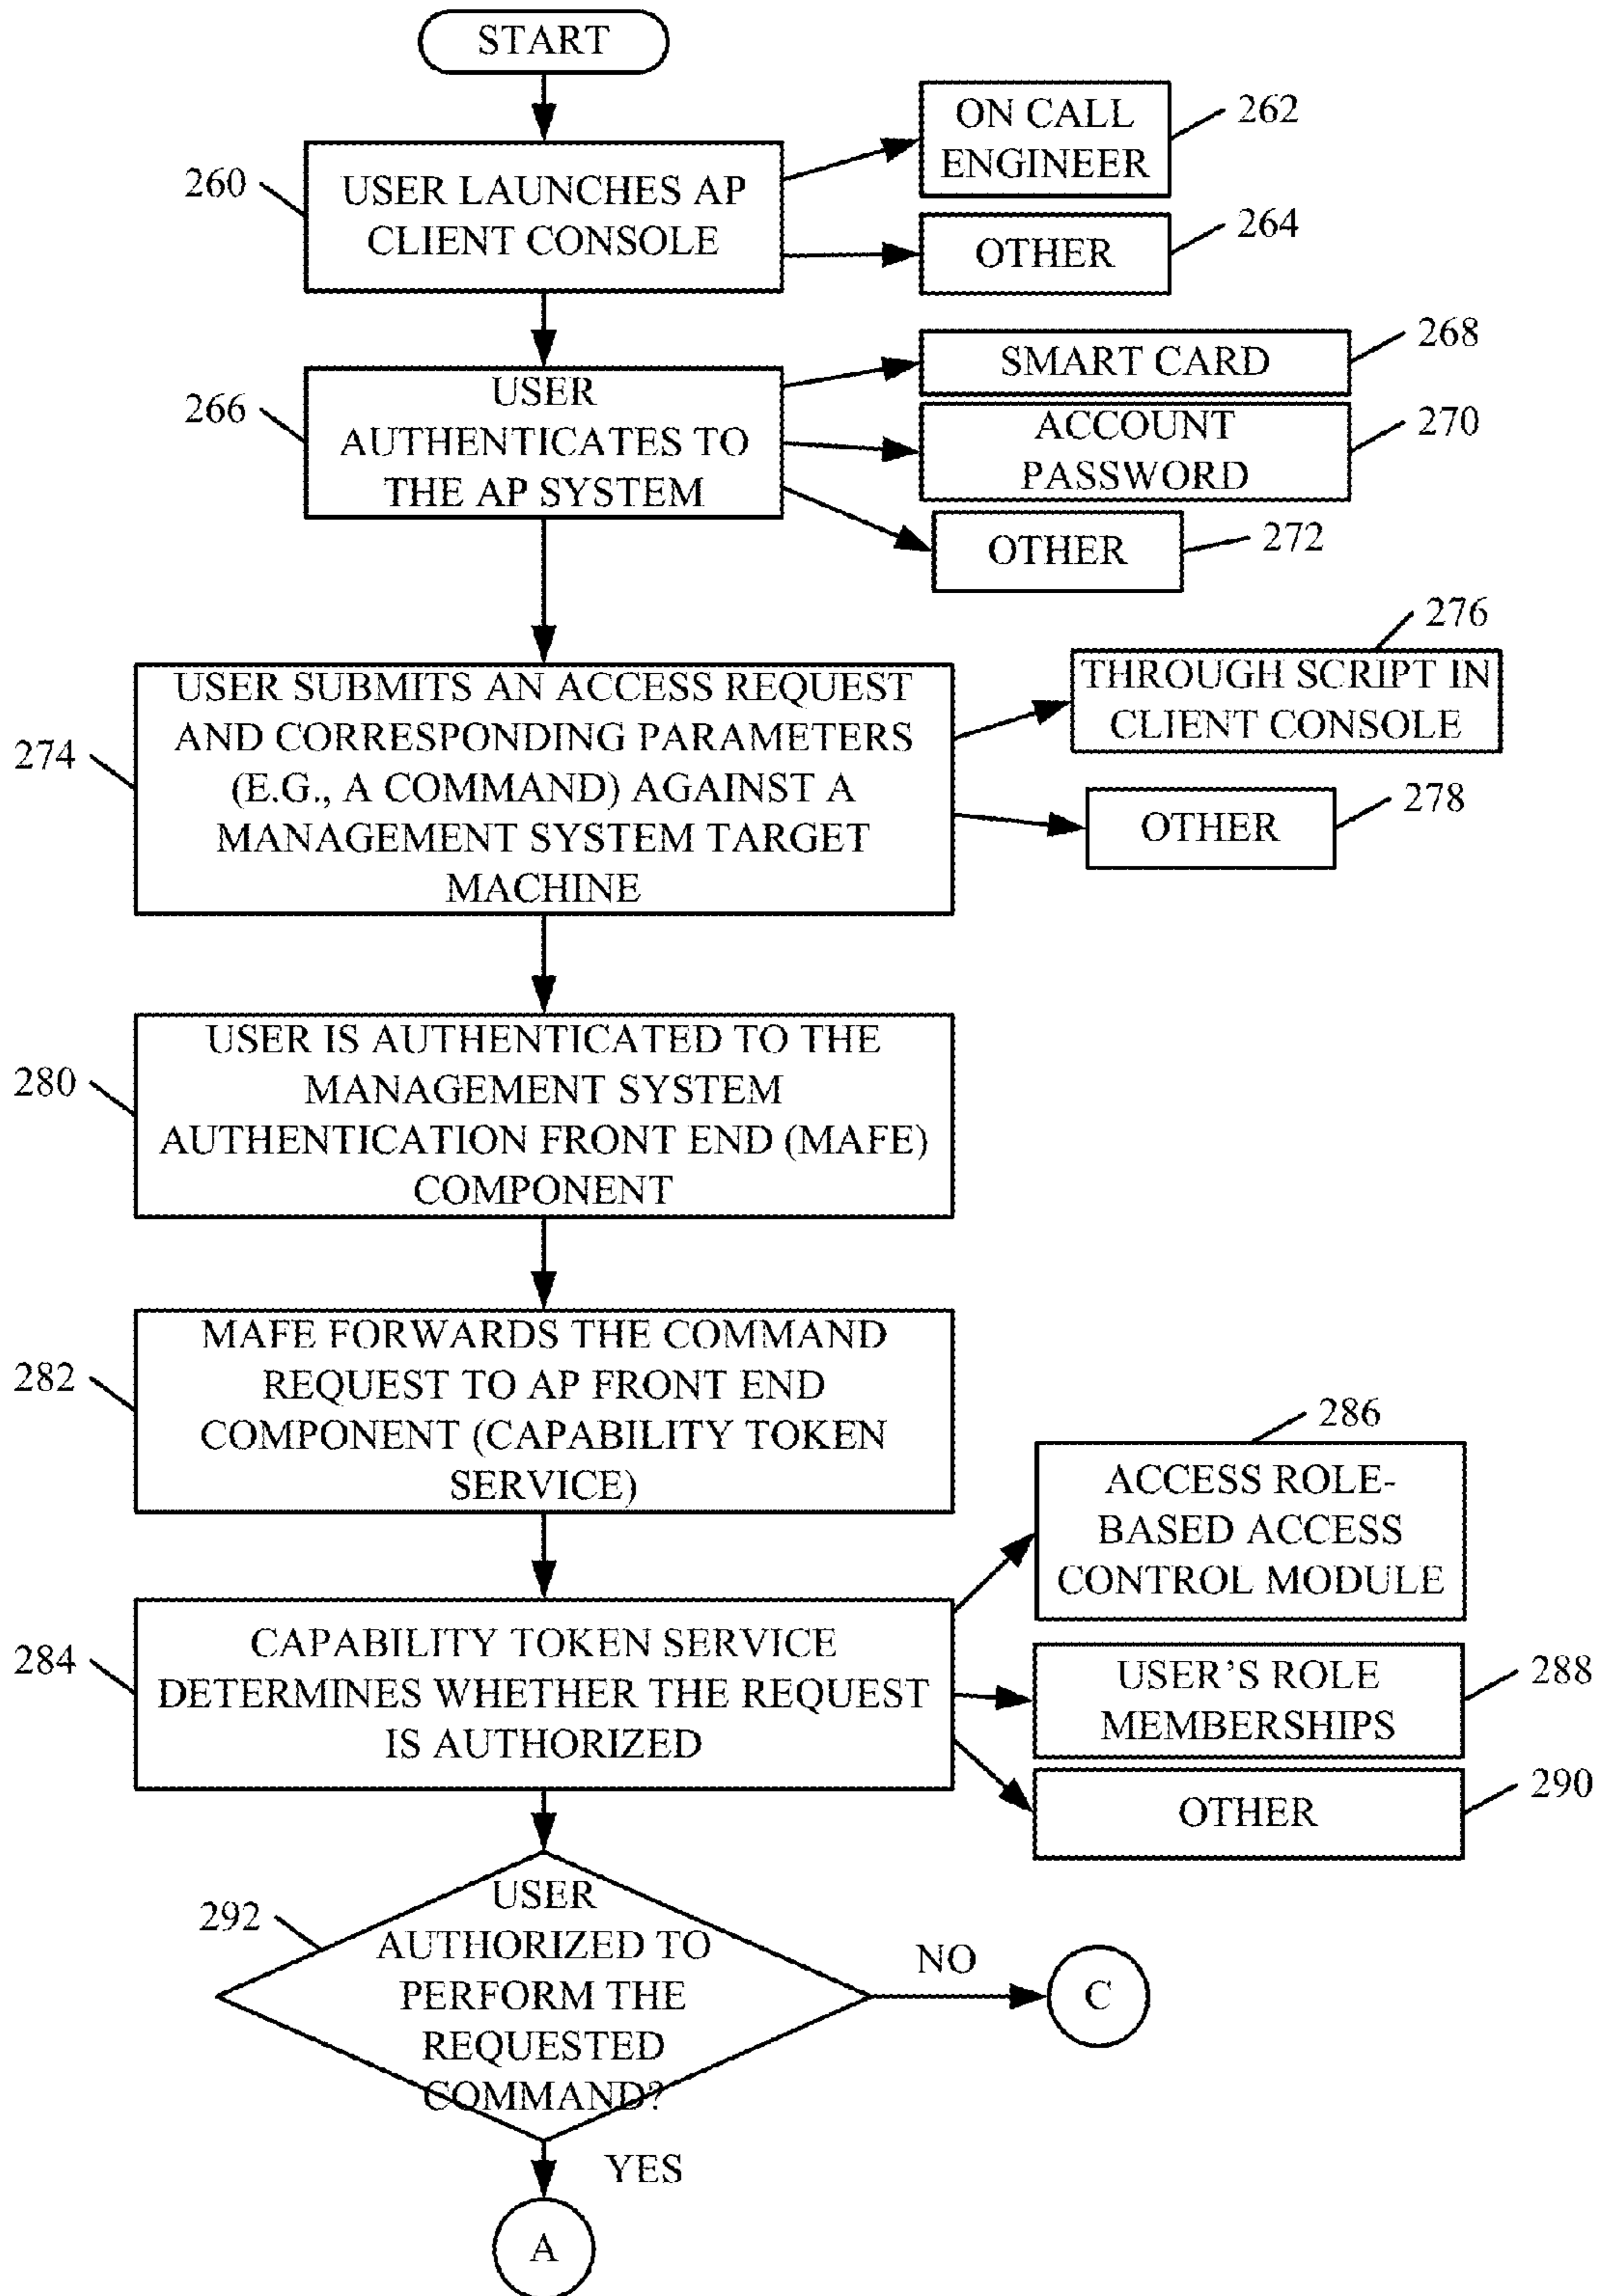 START
260
USER LAUNCHES AP
CLIENT CONSOLE
ON CALL
ENGINEER
262
OTHER
264
266
USER
AUTHENTICATES TO
THE AP SYSTEM
SMART CARD
268
ACCOUNT
PASSWORD
270
OTHER
272
274
USER SUBMITS AN ACCESS REQUEST
AND CORRESPONDING PARAMETERS
(E.G., A COMMAND) AGAINST A
MANAGEMENT SYSTEM TARGET
MACHINE
276
THROUGH SCRIPT IN
CLIENT CONSOLE
OTHER
278
280
USER IS AUTHENTICATED TO THE
MANAGEMENT SYSTEM
AUTHENTICATION FRONT END (MAFE)
COMPONENT
282
MAFE FORWARDS THE COMMAND
REQUEST TO AP FRONT END
COMPONENT (CAPABILITY TOKEN
SERVICE)
284
CAPABILITY TOKEN SERVICE
DETERMINES WHETHER THE REQUEST
IS AUTHORIZED
286
ACCESS ROLE-
BASED ACCESS
CONTROL MODULE
USER'S ROLE
MEMBERSHIPS
288
OTHER
290
292
USER
AUTHORIZED TO
PERFORM THE
REQUESTED
COMMAND?
NO
C
YES
A